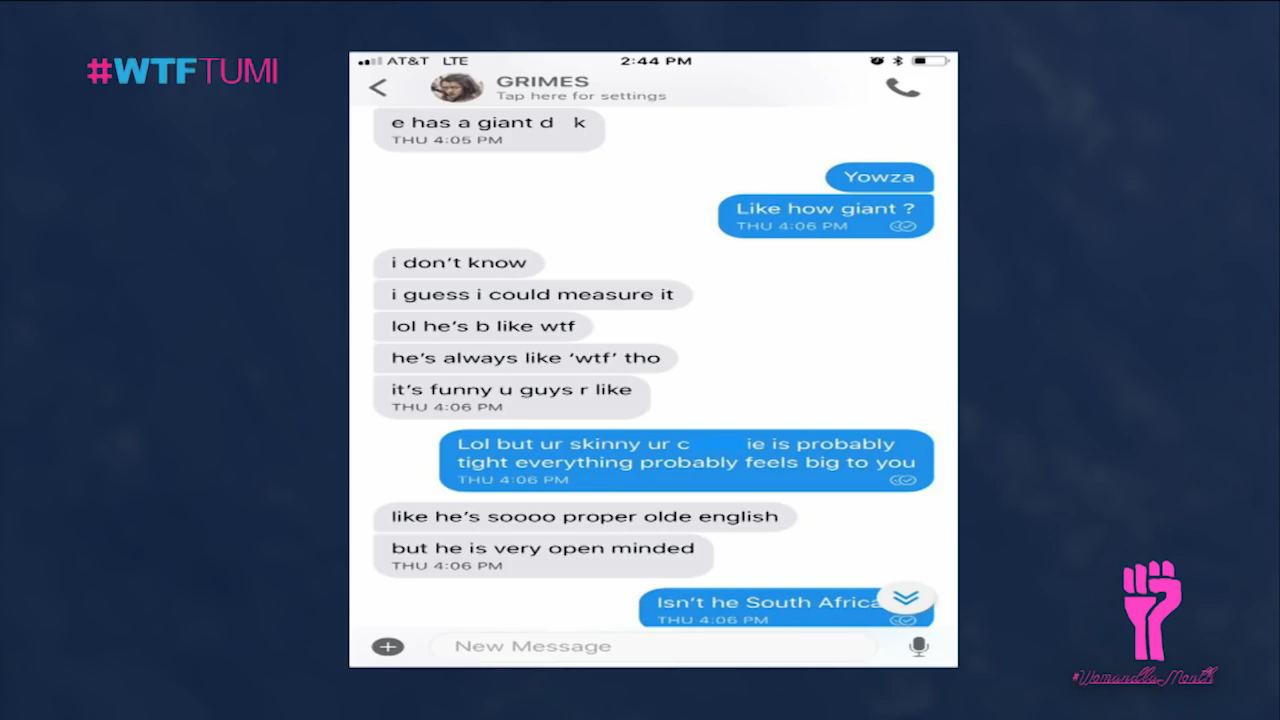 #WTFTUMI
AT&T LTE 2:44 PM
GRIMES
Tap here for settings
e has a giant d k
THU 4:05 PM
Yowza
Like how giant ?
THU 4:06 PM
i don't know
i guess i could measure it
lol he's b like wtf
he's always like 'wtf' tho
it's funny u guys r like
THU 4:06 PM
Lol but ur skinny ur c ie is probably
tight everything probably feels big to you
THU 4:06 PM
like he's soooo proper olde english
but he is very open minded
THU 4:06 PM
Isn't he South Africa
THU 4:06 PM
New Message
#WomandlaMonth